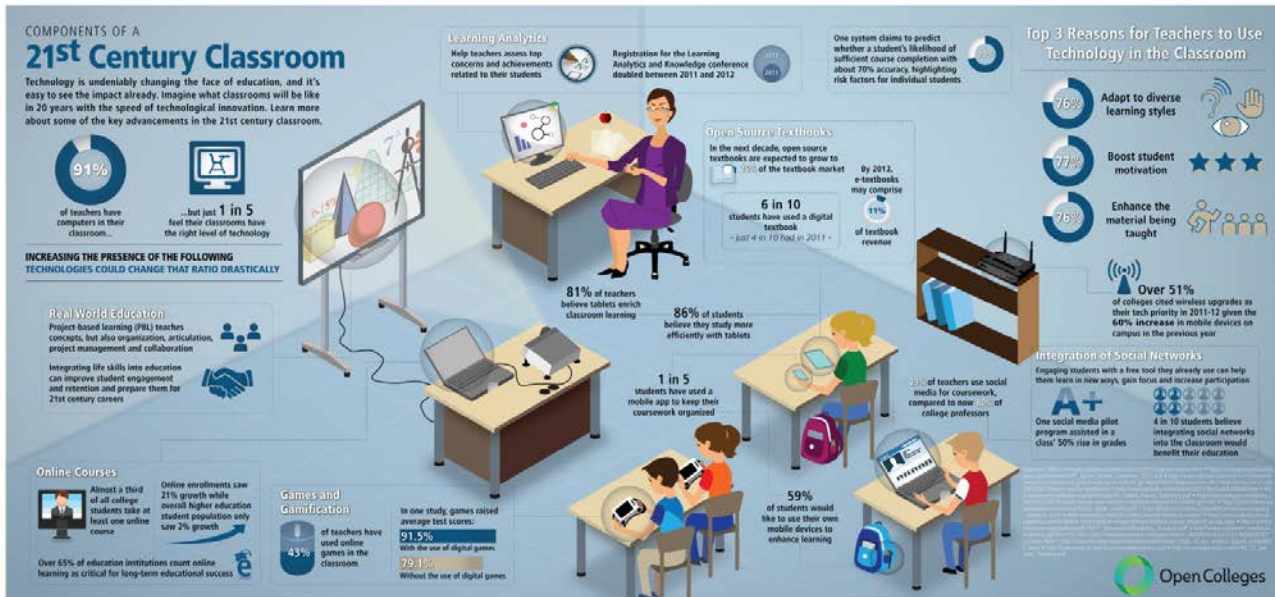 COMPONENTS OF A
21st Century Classroom
Technology is undeniably changing the face of education, and it's
easy to see the impact already. Imagine what classrooms will be like
in 20 years with the speed of technological innovation. Learn more
about some of the key advancements in the 21st century classroom.
91%
of teachers have
computers in their
classroom...
...but just 1 in 5
feel their classrooms have
the right level of technology
INCREASING THE PRESENCE OF THE FOLLOWING
TECHNOLOGIES COULD CHANGE THAT RATIO DRASTICALLY
Learning Analytics
Help teachers assess top
concerns and achievements
related to their students
Registration for the Learning
Analytics and Knowledge conference
doubled between 2011 and 2012
2012
2011
One system claims to predict
whether a student's likelihood of
sufficient course completion with
about 70% accuracy, highlighting
risk factors for individual students
Top 3 Reasons for Teachers to Use
Technology in the Classroom
76%
Adapt to diverse
learning styles
77%
Boost student
motivation
76%
Enhance the
material being
taught
Open Source Textbooks
In the next decade, open source
textbooks are expected to grow to
of the textbook market
6 in 10
students have used a digital
textbook
- Just 4 in 10 had in 2011 -
By 2013,
e-textbooks
may comprise
11%
of textbook
revenue
Over 51%
of colleges cited wireless upgrades as
their tech priority in 2011-12 given the
60% increase in mobile devices on
campus in the previous year
Real World Education
Project-based learning (PBL) teaches
concepts, but also organization, articulation,
project management and collaboration
Integrating life skills into education
can improve student engagement
and retention and prepare them for
21st century careers
81% of teachers
believe tablets enrich
classroom learning
86% of students
believe they study more
efficiently with tablets
1 in 5
students have used a
mobile app to keep their
coursework organized
of teachers use social
media for coursework,
compared to now of
college professors
Integration of Social Networks
Engaging students with a free tool they already use can help
them learn in new ways, gain focus and increase participation
A+
One social media pilot
program assisted in a
class' 50% rise in grades
4 in 10 students believe
integrating social networks
into the classroom would
benefit their education
Online Courses
Almost a third
of all college
students take at
least one online
course
Online enrollments saw
21% growth while
overall higher education
student population only
saw 2% growth
Over 65% of education institutions count online
learning as critical for long-term educational success
Games and
Gamification
43%
of teachers have
used online
games in the
classroom
In one study, games raised
average test scores:
91.5%
With the use of digital games
79.1%
Without the use of digital games
59%
of students would
like to use their own
mobile devices to
enhance learning
Open Colleges